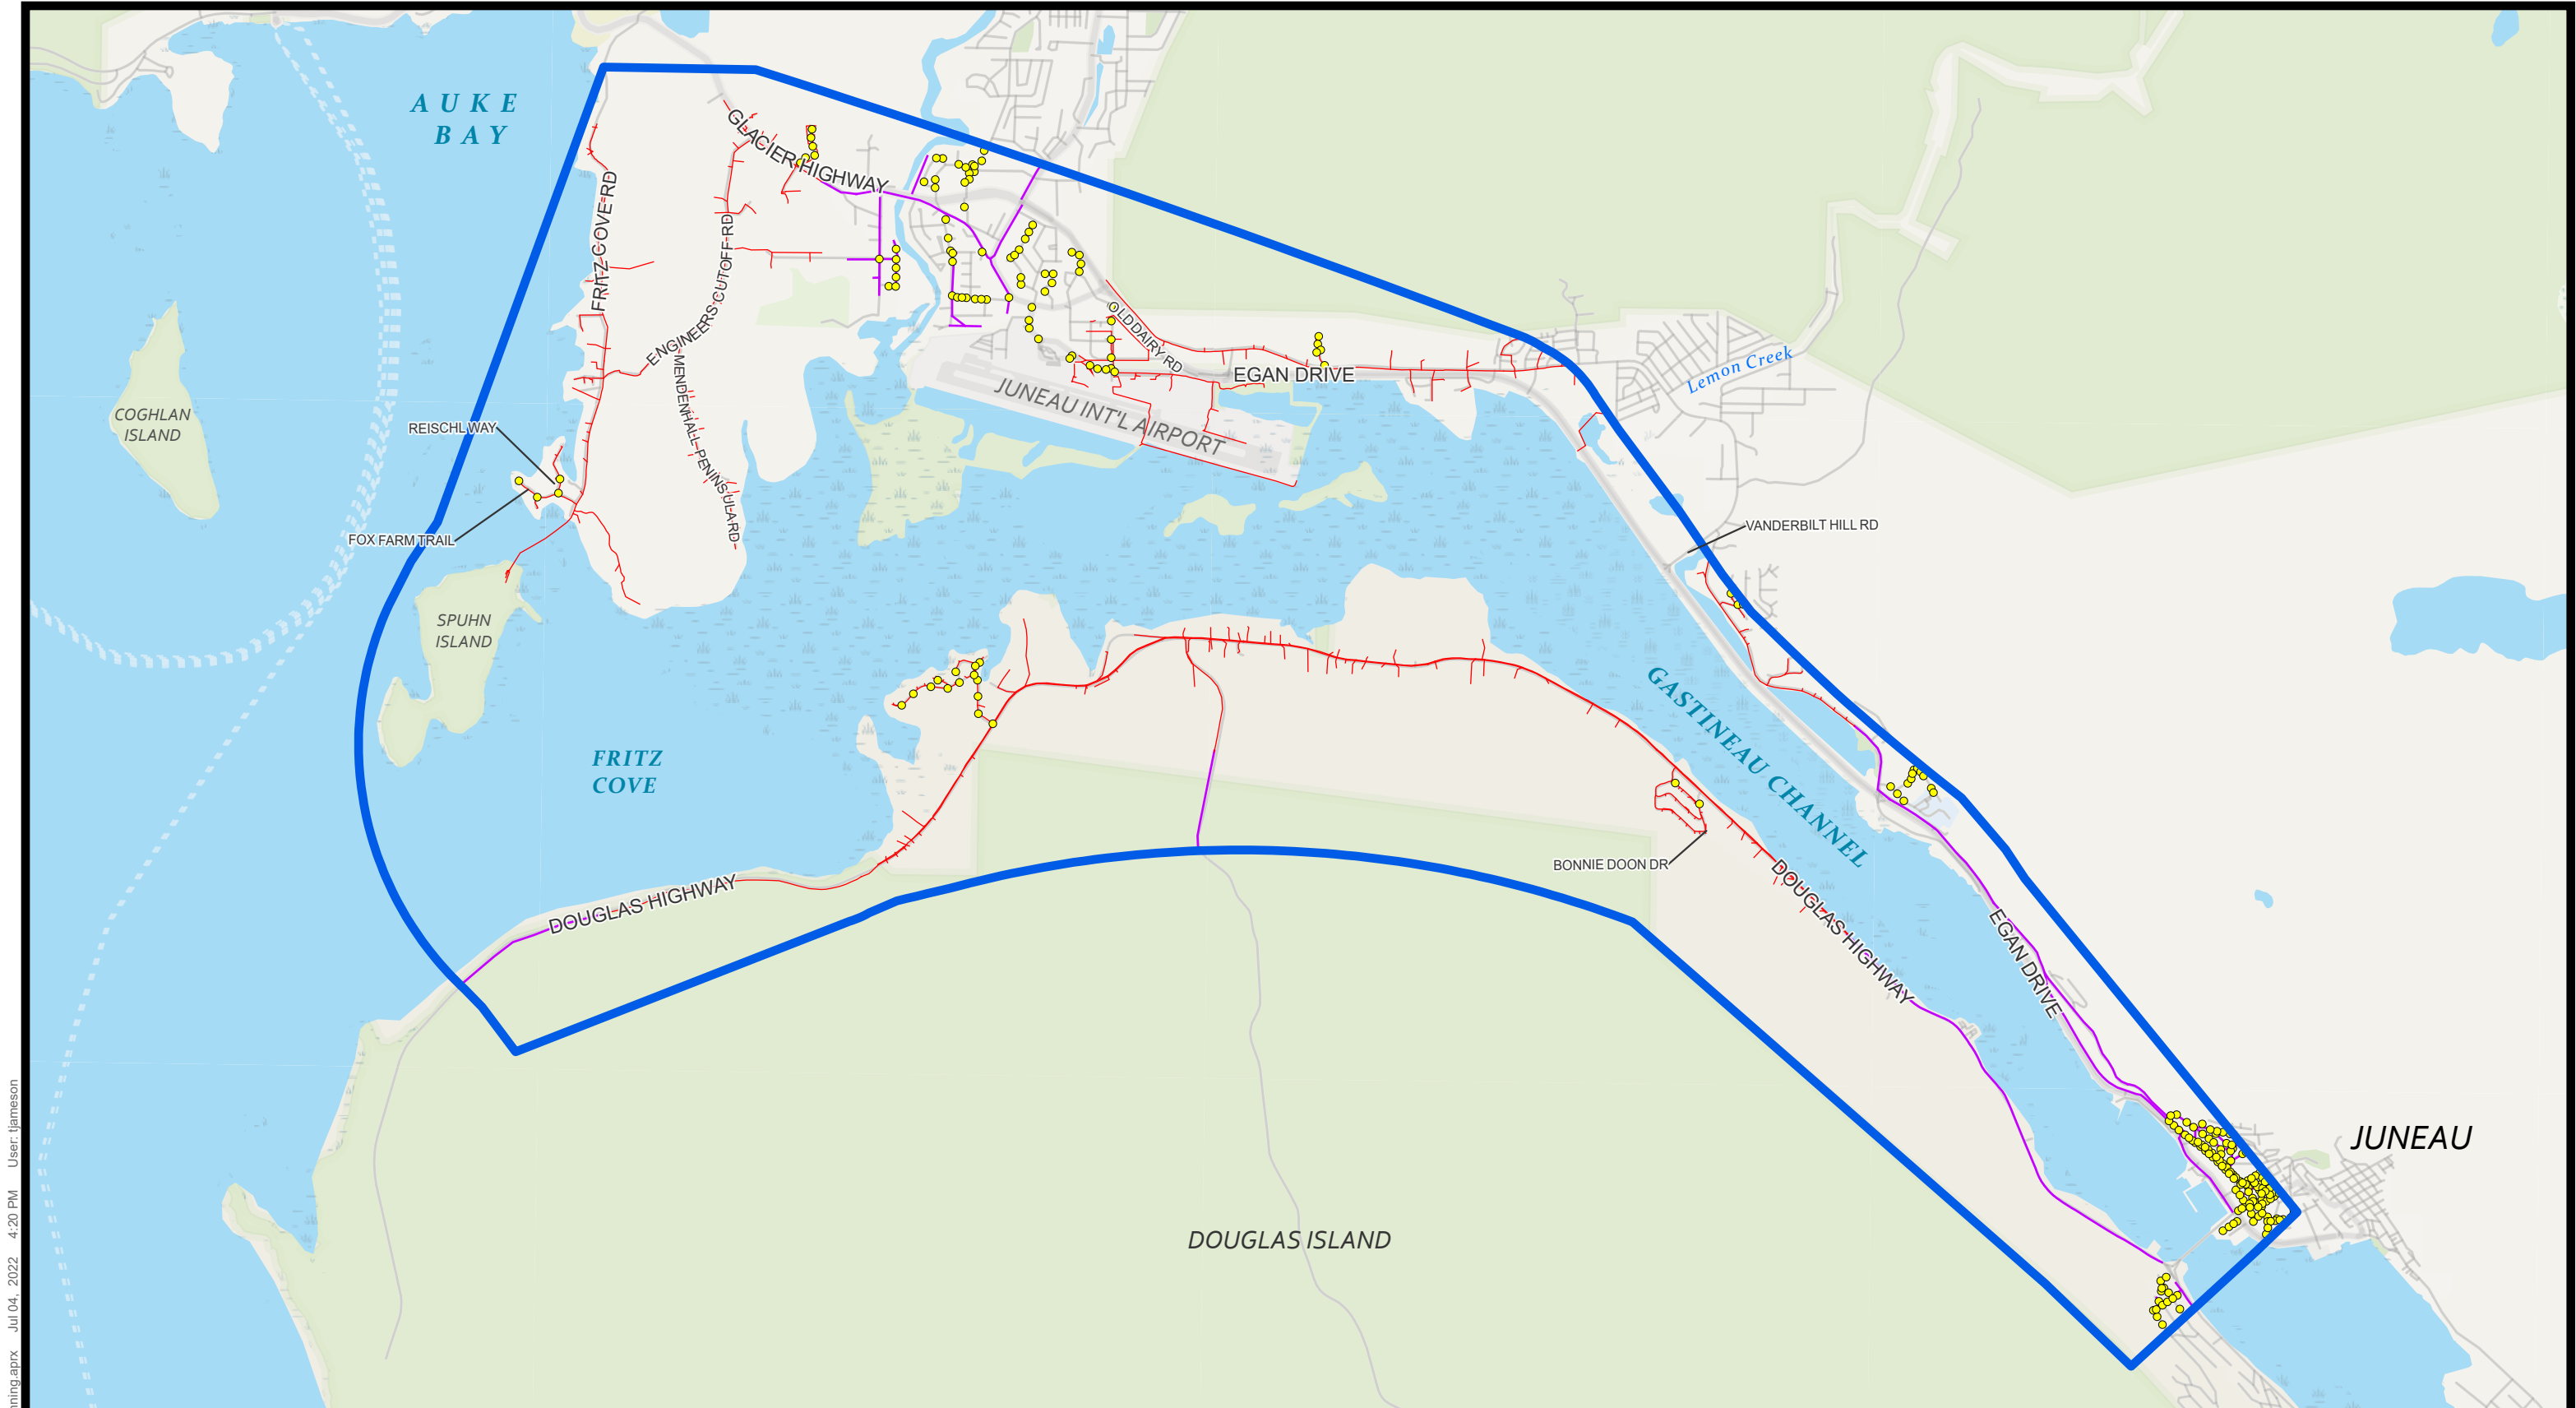 AUKE
BAY
GLACIER HIGHWAY
FRITZ COVE RD
ENGINEERS CUTOFF RD
OLD DAIRY RD
MENDENHALL PENINSULA RD
EGAN DRIVE
Lemon Creek
JUNEAU INT'L AIRPORT
COGHLAN
ISLAND
REISCHL WAY
FOX FARM TRAIL
VANDERBILT HILL RD
SPUHN
ISLAND
GASTINEAU CHANNEL
FRITZ
COVE
BONNIE DOON DR
DOUGLAS HIGHWAY
DOUGLAS HIGHWAY
EGAN DRIVE
JUNEAU
DOUGLAS ISLAND
nning.aprx Jul 04, 2022 4:20 PM User: tjameson